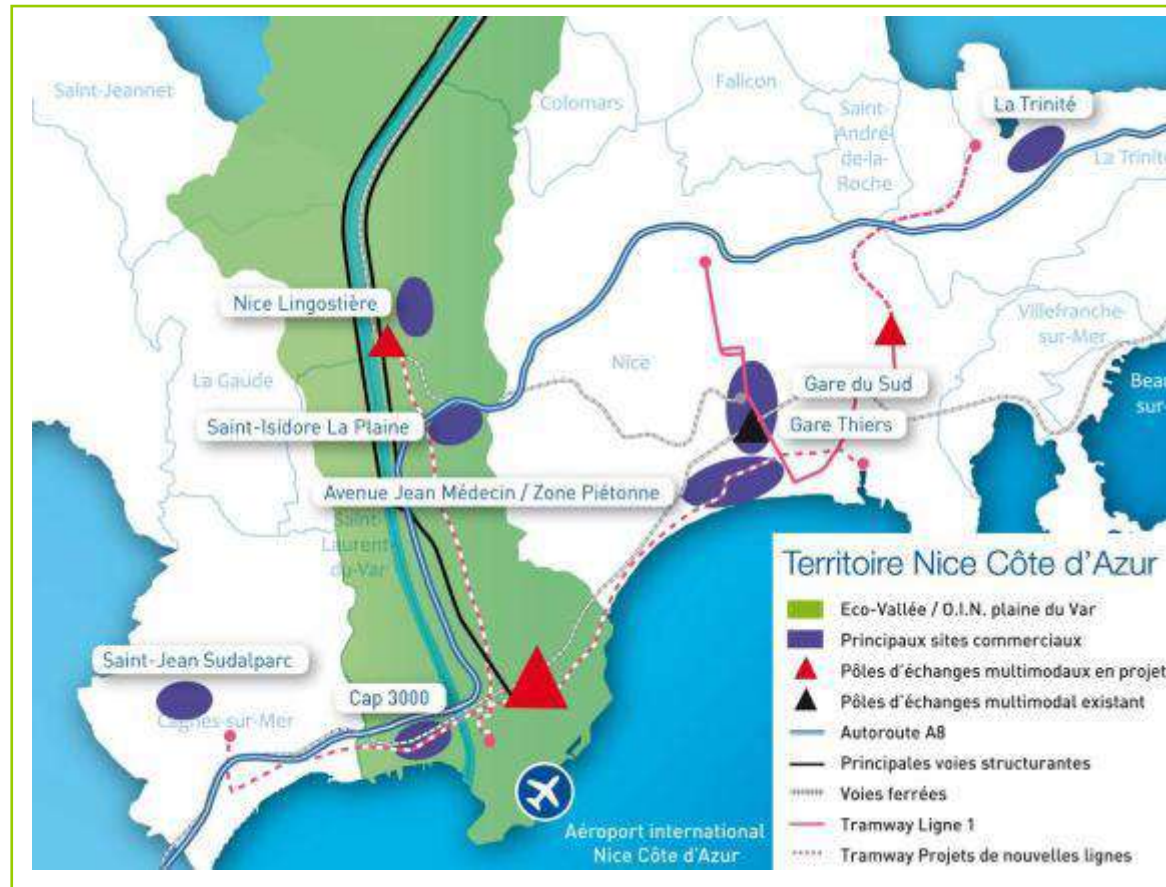 Saint-Jeannet
Colomars
Falicon
Saint-
André-
de-la-
Roche
La Trinité
La Trinité
Nice Lingostière
Villefranche-
sur-Mer
La Gaude
Nice
Gare du Sud
Beau
sur-
Saint-Isidore La Plaine
Gare Thiers
Avenue Jean Médecin / Zone Piétonne
Saint-
Laurent-
du-Var
Saint-Jean Sudalparc
Cap 3000
Cagnes-sur-Mer
Aéroport international
Nice Côte d'Azur
Territoire Nice Côte d'Azur
Eco-Vallée / O.I.N. plaine du Var
Principaux sites commerciaux
Pôles d'échanges multimodaux en projet
Pôles d'échanges multimodal existant
Autoroute A8
Principales voies structurantes
Voies ferrées
Tramway Ligne 1
Tramway Projets de nouvelles lignes